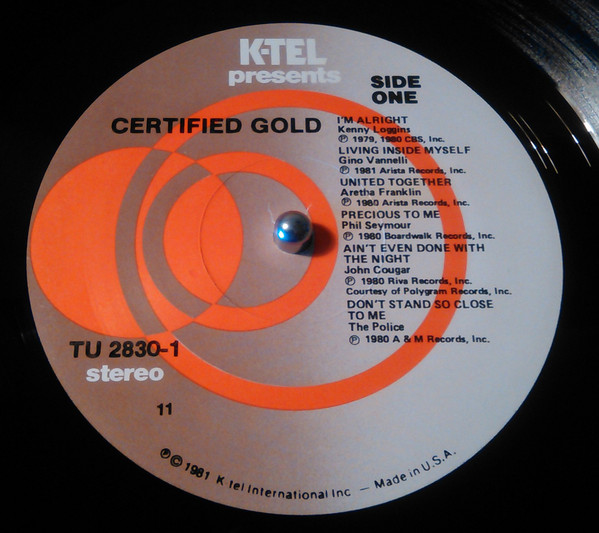 K-TEL
presents
SIDE
ONE
CERTIFIED GOLD
I'M ALRIGHT
Kenny Loggins
℗ 1979, 1980 CBS, Inc.
LIVING INSIDE MYSELF
Gino Vannelli
℗ 1981 Arista Records, Inc.
UNITED TOGETHER
Aretha Franklin
℗ 1980 Arista Records, Inc.
PRECIOUS TO ME
Phil Seymour
℗ 1980 Boardwalk Records, Inc.
AIN'T EVEN DONE WITH
THE NIGHT
John Cougar
℗ 1980 Riva Records, Inc.
Courtesy of Polygram Records, Inc.
DON'T STAND SO CLOSE
TO ME
The Police
℗ 1980 A & M Records, Inc.
TU 2830-1
stereo
11
℗©1981 K-tel International Inc — Made in U.S.A.